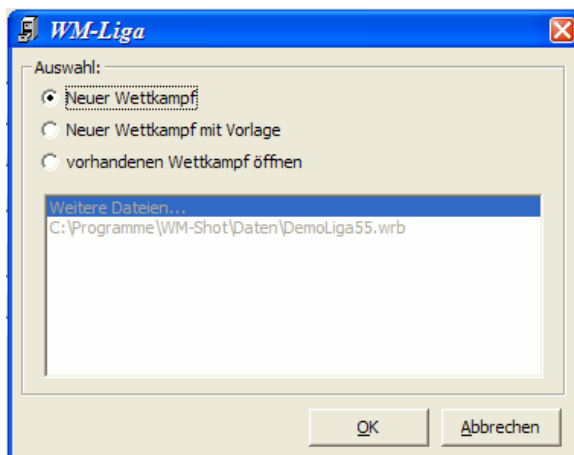 WM-Liga
Auswahl:
Neuer Wettkampf
Neuer Wettkampf mit Vorlage
vorhandenen Wettkampf öffnen
Weitere Dateien...
C:\Programme\WM-Shot\Daten\DemoLiga55.wrb
OK
Abbrechen